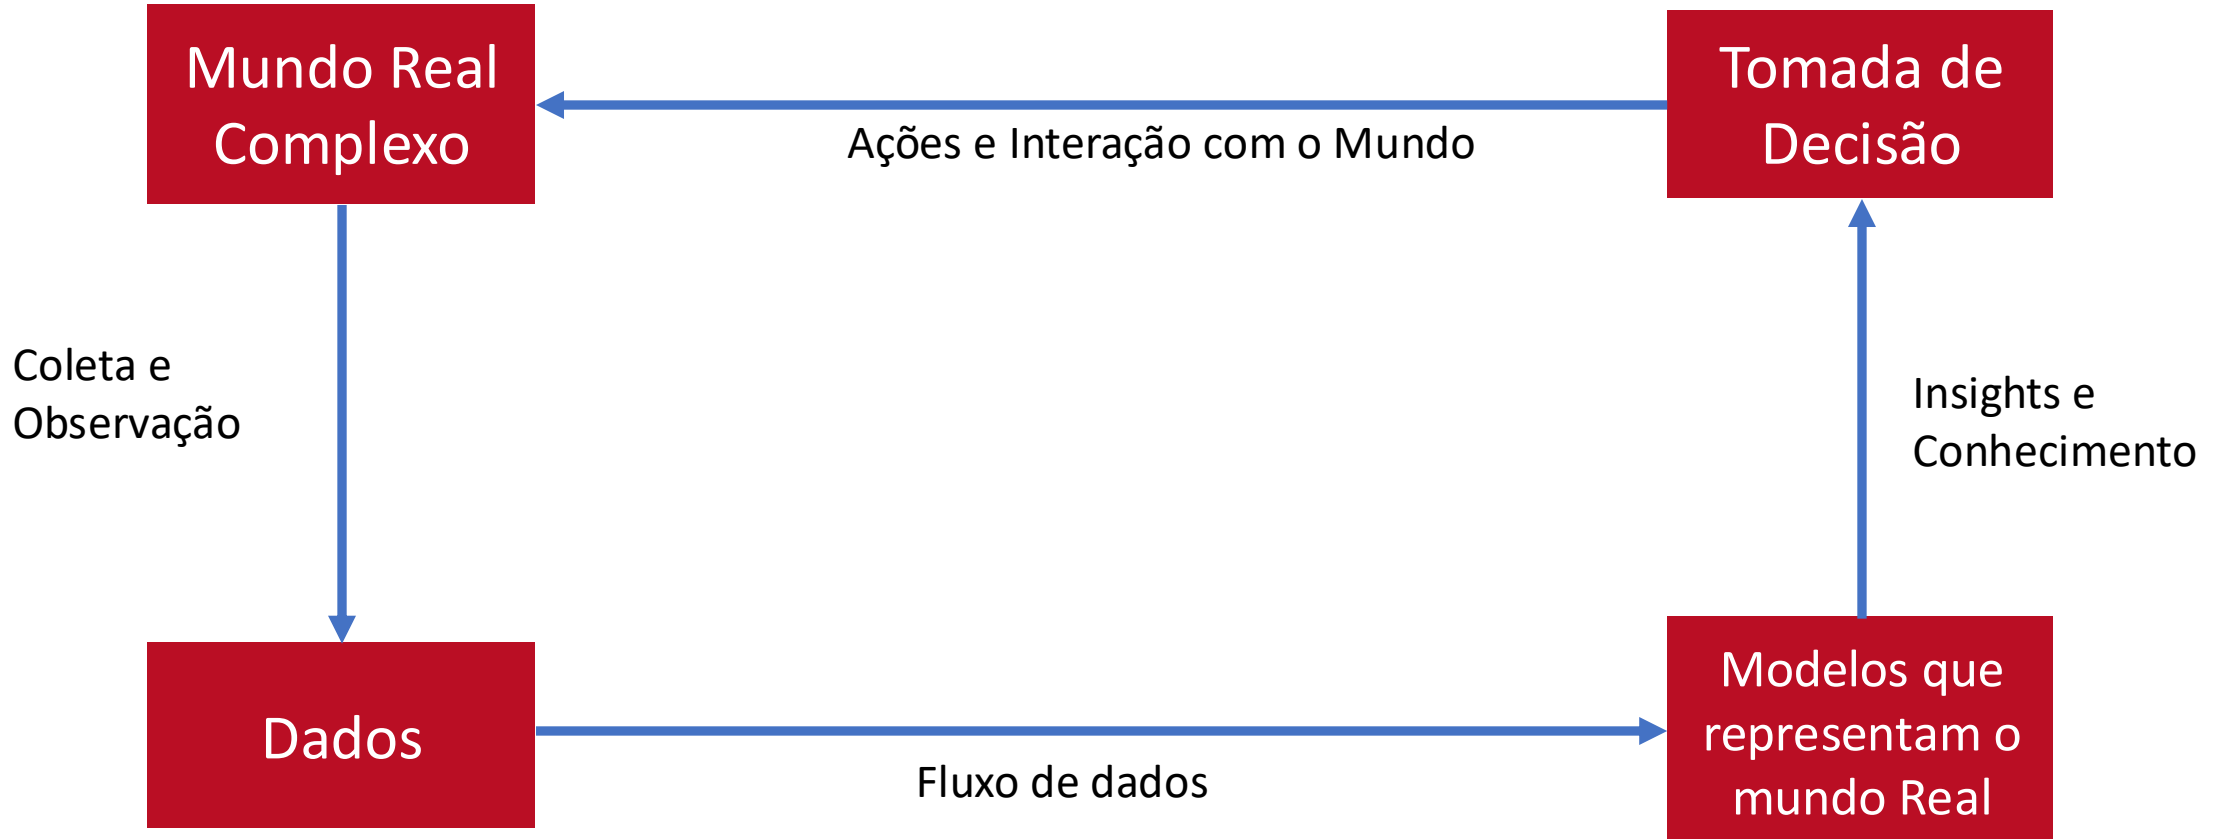 Mundo Real
Complexo
Ações e Interação com o Mundo
Tomada de
Decisão
Coleta e
Observação
Insights e
Conhecimento
Dados
Fluxo de dados
Modelos que
representam o
mundo Real